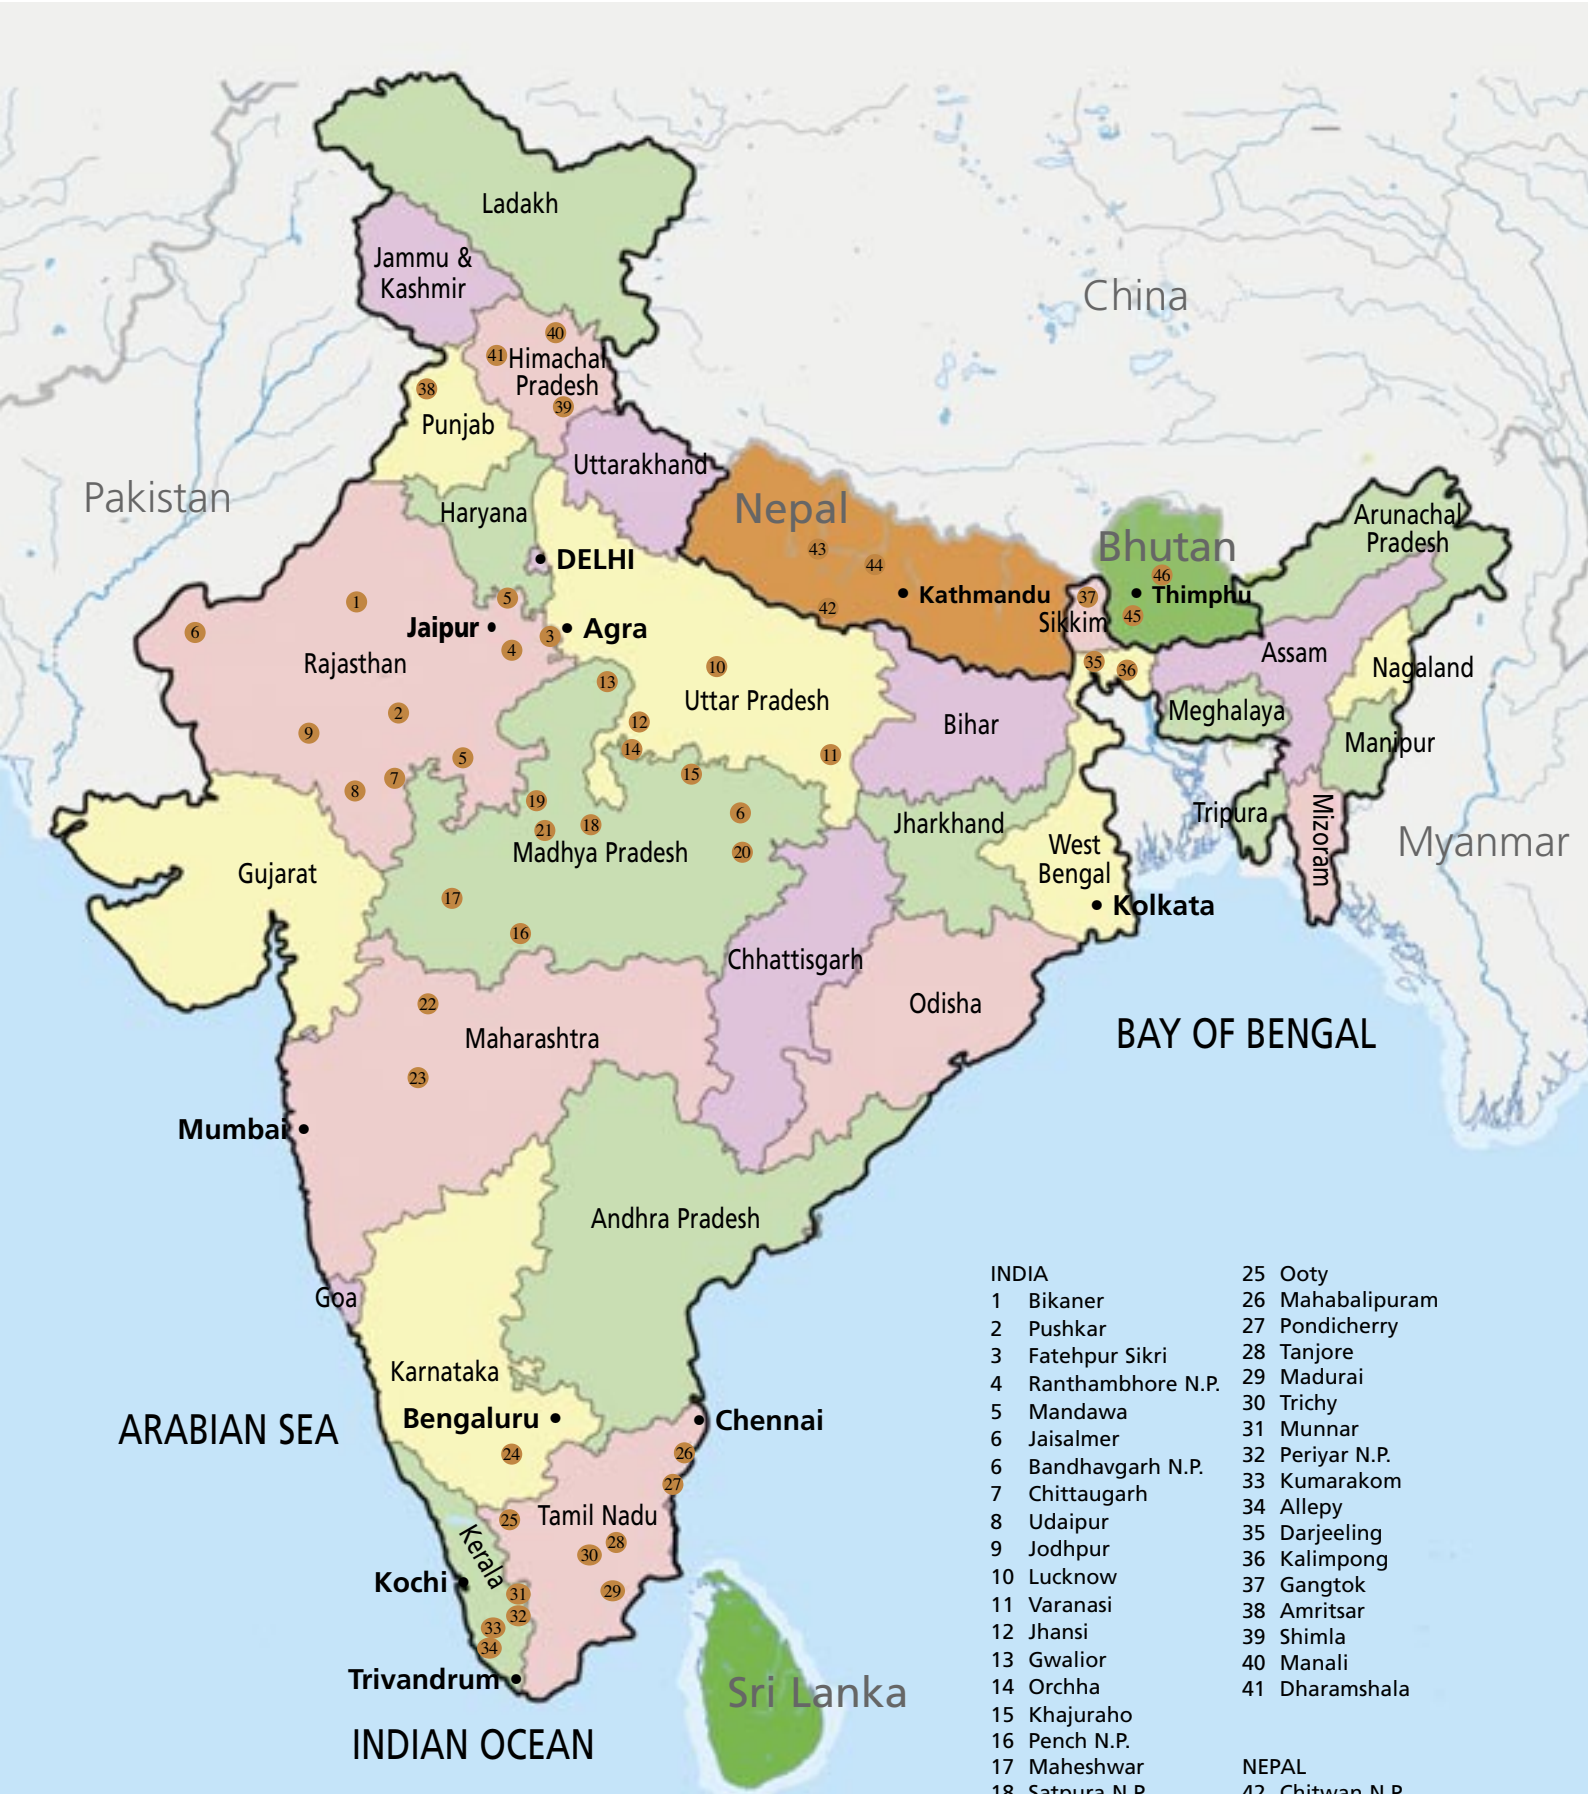 Ladakh
Jammu &
Kashmir
China
40
41
Himachal
Pradesh
38
39
Punjab
Uttarakhand
Pakistan
Haryana
Nepal
Arunachal
Pradesh
Bhutan
43
44
DELHI
46
Kathmandu
37
Thimphu
1
5
42
45
Sikkim
6
Jaipur
3
Agra
4
Rajasthan
Assam
35
36
Nagaland
10
13
Uttar Pradesh
2
12
Bihar
Meghalaya
9
14
11
Manipur
5
7
15
8
19
6
18
21
Jharkhand
Tripura
Mizoram
Myanmar
Madhya Pradesh
20
West
Bengal
Gujarat
17
Kolkata
16
Chhattisgarh
22
Odisha
Maharashtra
BAY OF BENGAL
23
Mumbai
Andhra Pradesh
Goa
Karnataka
Bengaluru
ARABIAN SEA
Chennai
24
26
27
25
Tamil Nadu
28
30
Kerala
Kochi
31
29
32
33
34
Trivandrum
Sri Lanka
INDIAN OCEAN
INDIA
1 Bikaner
2 Pushkar
3 Fatehpur Sikri
4 Ranthambhore N.P.
5 Mandawa
6 Jaisalmer
6 Bandhavgarh N.P.
7 Chittaugarh
8 Udaipur
9 Jodhpur
10 Lucknow
11 Varanasi
12 Jhansi
13 Gwalior
14 Orchha
15 Khajuraho
16 Pench N.P.
17 Maheshwar
18 Satpura N.P.
25 Ooty
26 Mahabalipuram
27 Pondicherry
28 Tanjore
29 Madurai
30 Trichy
31 Munnar
32 Periyar N.P.
33 Kumarakom
34 Allepy
35 Darjeeling
36 Kalimpong
37 Gangtok
38 Amritsar
39 Shimla
40 Manali
41 Dharamshala
NEPAL
42 Chitwan N.P.